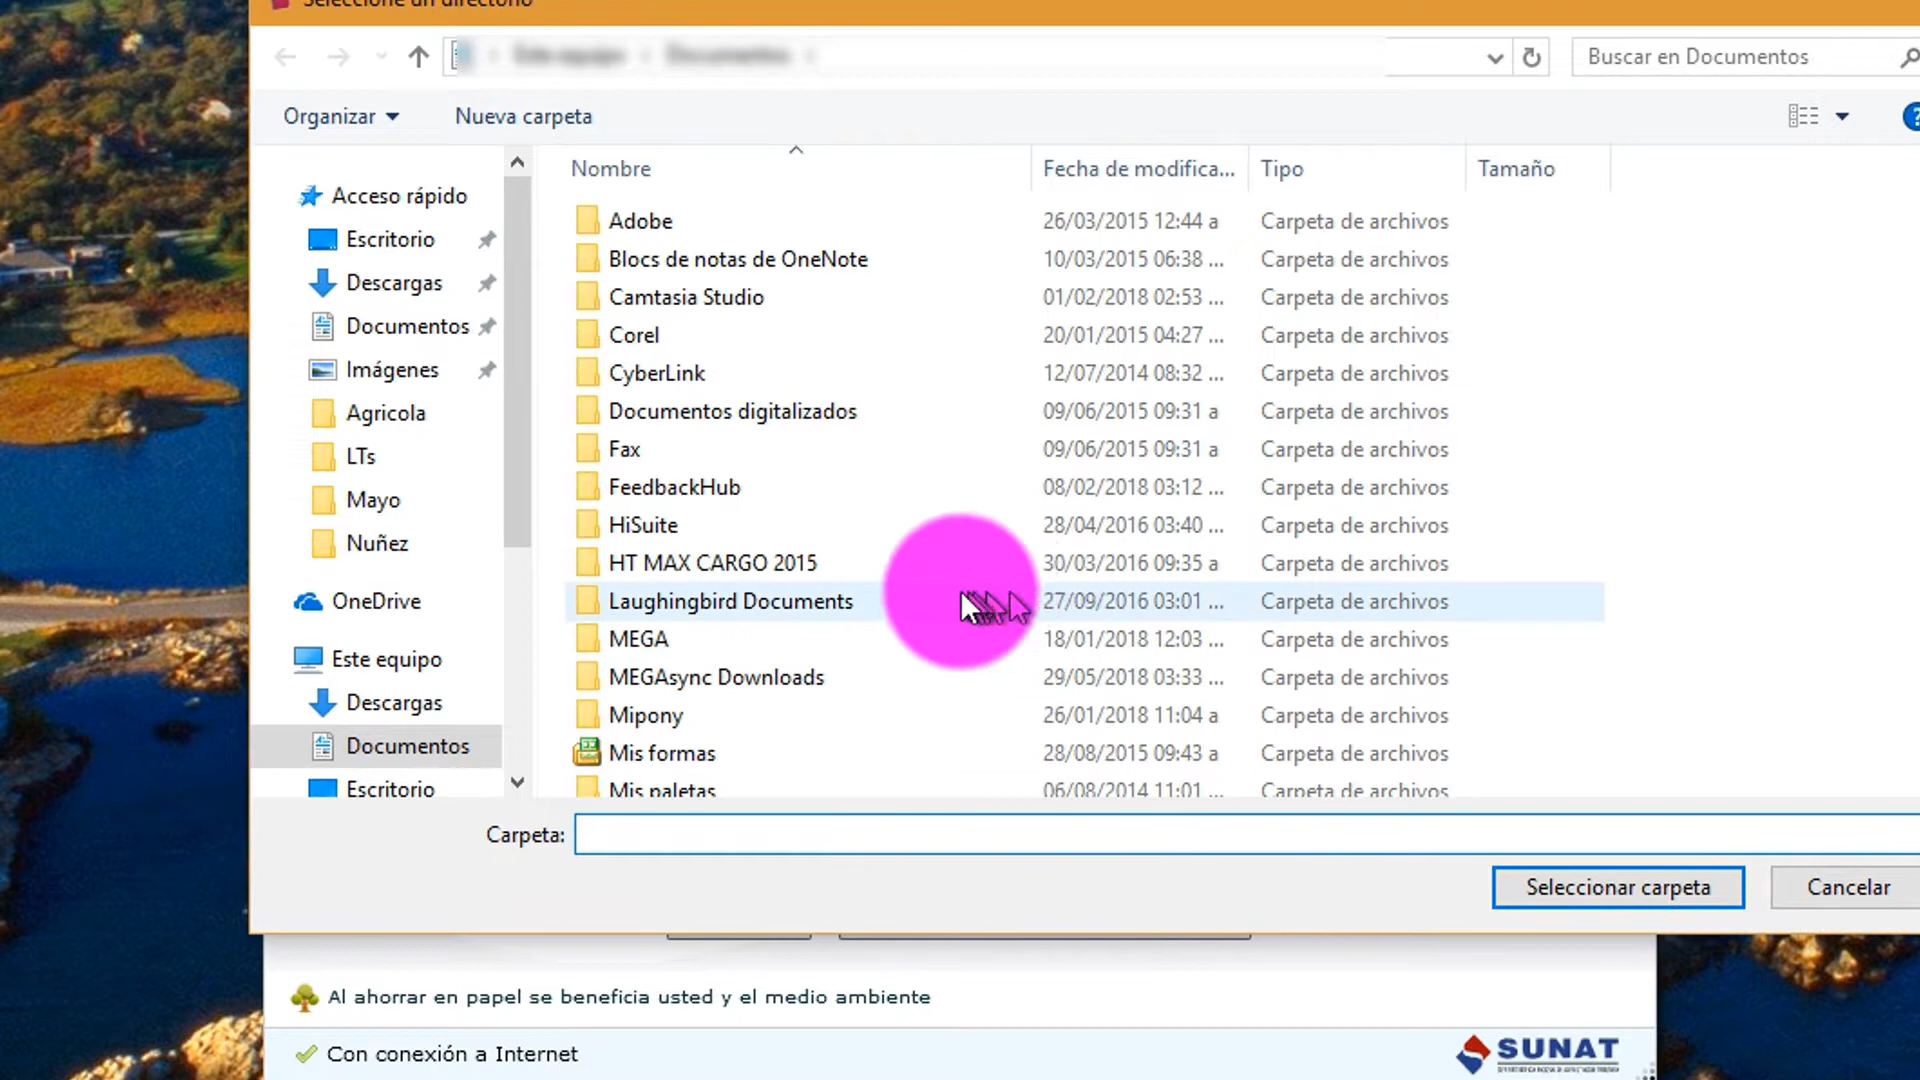 Seleccione un directorio
Este equipo Documentos
Buscar en Documentos
Organizar
Nueva carpeta
Nombre Fecha de modifica... Tipo Tamaño
Acceso rápido
Escritorio
Descargas
Documentos
Imágenes
Agricola
LTs
Mayo
Nuñez
OneDrive
Este equipo
Descargas
Documentos
Escritorio
Adobe 26/03/2015 12:44 a Carpeta de archivos
Blocs de notas de OneNote 10/03/2015 06:38 ... Carpeta de archivos
Camtasia Studio 01/02/2018 02:53 ... Carpeta de archivos
Corel 20/01/2015 04:27 ... Carpeta de archivos
CyberLink 12/07/2014 08:32 ... Carpeta de archivos
Documentos digitalizados 09/06/2015 09:31 a Carpeta de archivos
Fax 09/06/2015 09:31 a Carpeta de archivos
FeedbackHub 08/02/2018 03:12 ... Carpeta de archivos
HiSuite 28/04/2016 03:40 ... Carpeta de archivos
HT MAX CARGO 2015 30/03/2016 09:35 a Carpeta de archivos
Laughingbird Documents 27/09/2016 03:01 ... Carpeta de archivos
MEGA 18/01/2018 12:03 ... Carpeta de archivos
MEGAsync Downloads 29/05/2018 03:33 ... Carpeta de archivos
Mipony 26/01/2018 11:04 a Carpeta de archivos
Mis formas 28/08/2015 09:43 a Carpeta de archivos
Mis paletas 06/08/2014 11:01 ... Carpeta de archivos
Carpeta:
Seleccionar carpeta
Cancelar
Al ahorrar en papel se beneficia usted y el medio ambiente
Con conexión a Internet
SUNAT